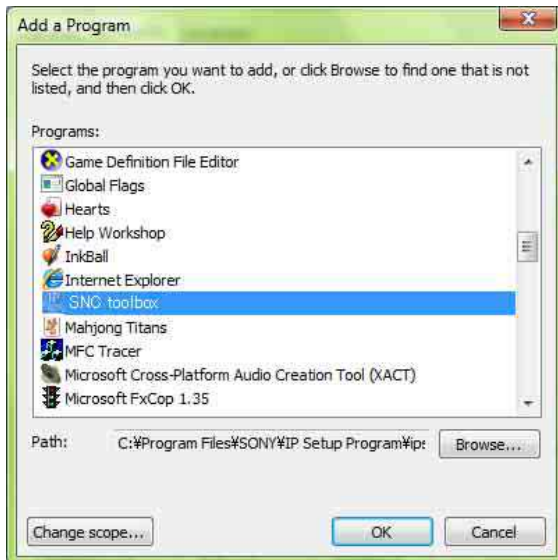 Add a Program
Select the program you want to add, or click Browse to find one that is not
listed, and then click OK.
Programs:
Game Definition File Editor
Global Flags
Hearts
Help Workshop
InkBall
Internet Explorer
SNC toolbox
Mahjong Titans
MFC Tracer
Microsoft Cross-Platform Audio Creation Tool (XACT)
Microsoft FxCop 1.35
Path: C:¥Program Files¥SONY¥IP Setup Program¥ips
Browse...
Change scope...
OK
Cancel